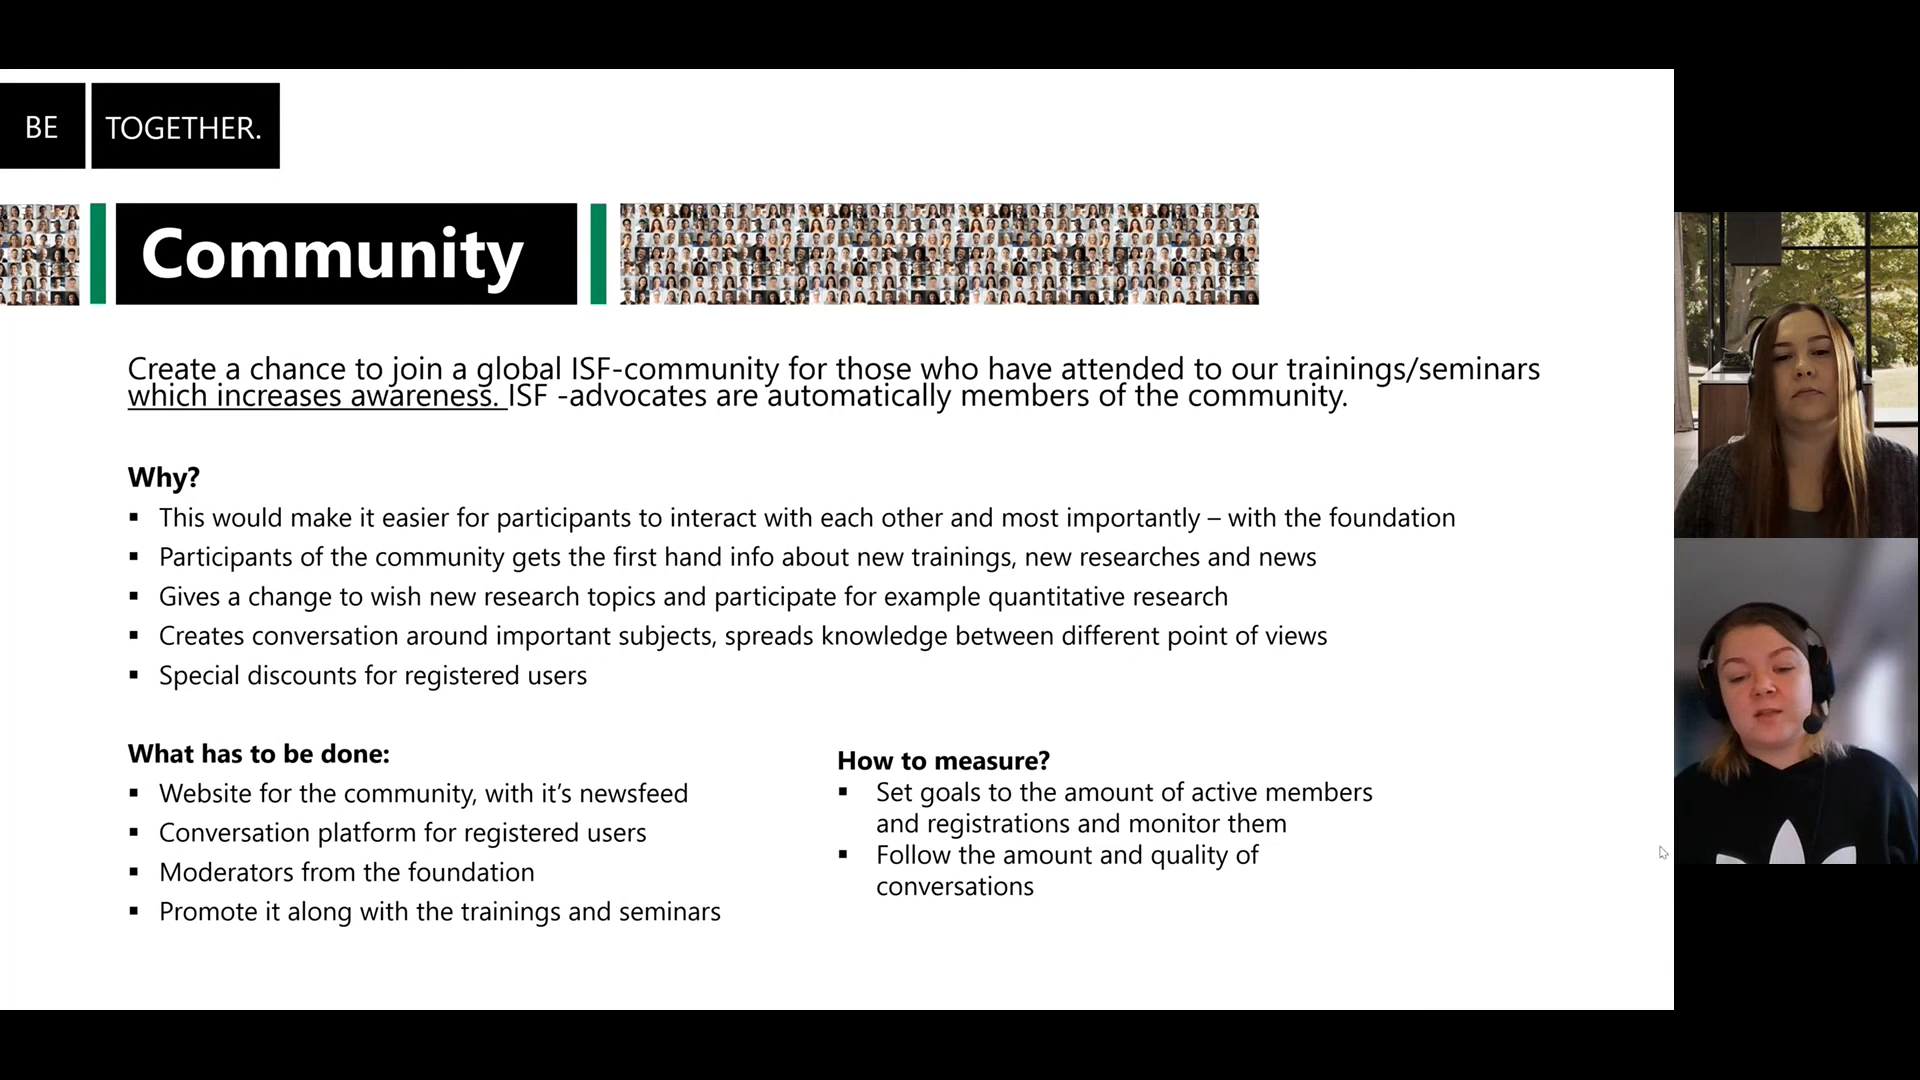 BE TOGETHER.
Community
Create a chance to join a global ISF-community for those who have attended to our trainings/seminars
which increases awareness. ISF -advocates are automatically members of the community.
Why?
▪ This would make it easier for participants to interact with each other and most importantly – with the foundation
▪ Participants of the community gets the first hand info about new trainings, new researches and news
▪ Gives a change to wish new research topics and participate for example quantitative research
▪ Creates conversation around important subjects, spreads knowledge between different point of views
▪ Special discounts for registered users
What has to be done:
▪ Website for the community, with it’s newsfeed
▪ Conversation platform for registered users
▪ Moderators from the foundation
▪ Promote it along with the trainings and seminars
How to measure?
▪ Set goals to the amount of active members
and registrations and monitor them
▪ Follow the amount and quality of
conversations